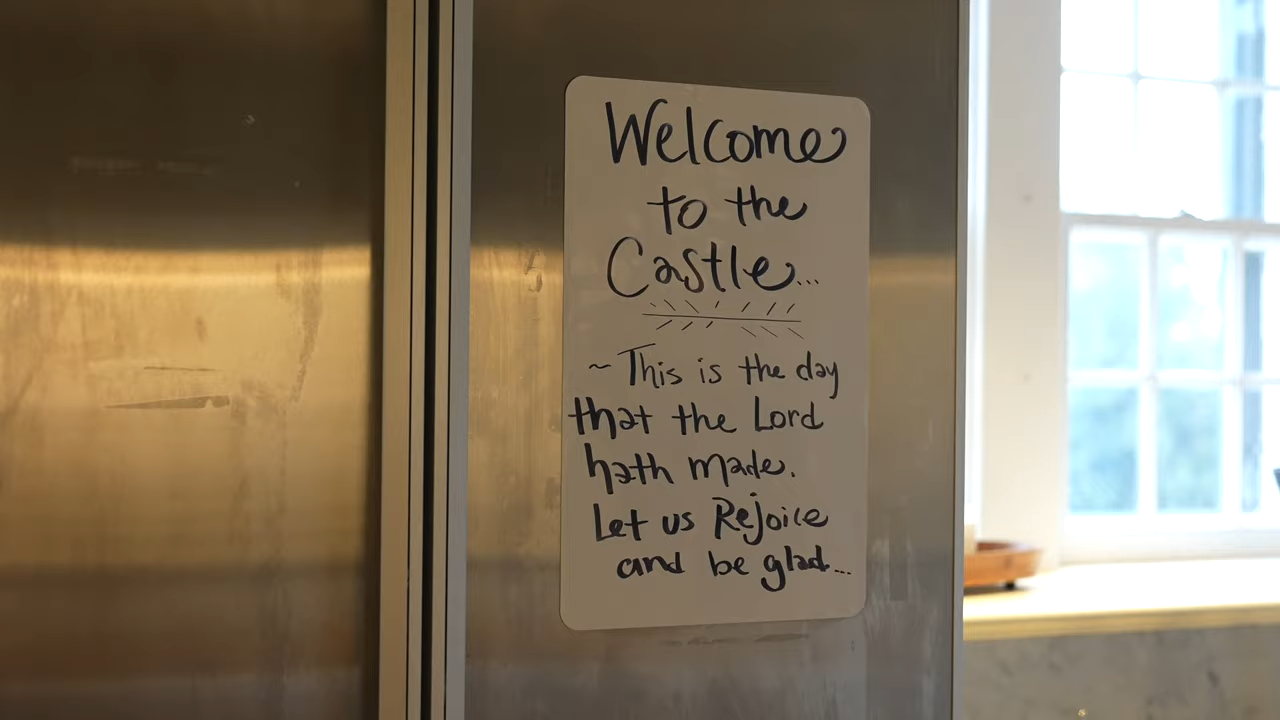 Welcome
to the
Castle...
~ This is the day
that the Lord
hath made.
Let us Rejoice
and be glad...